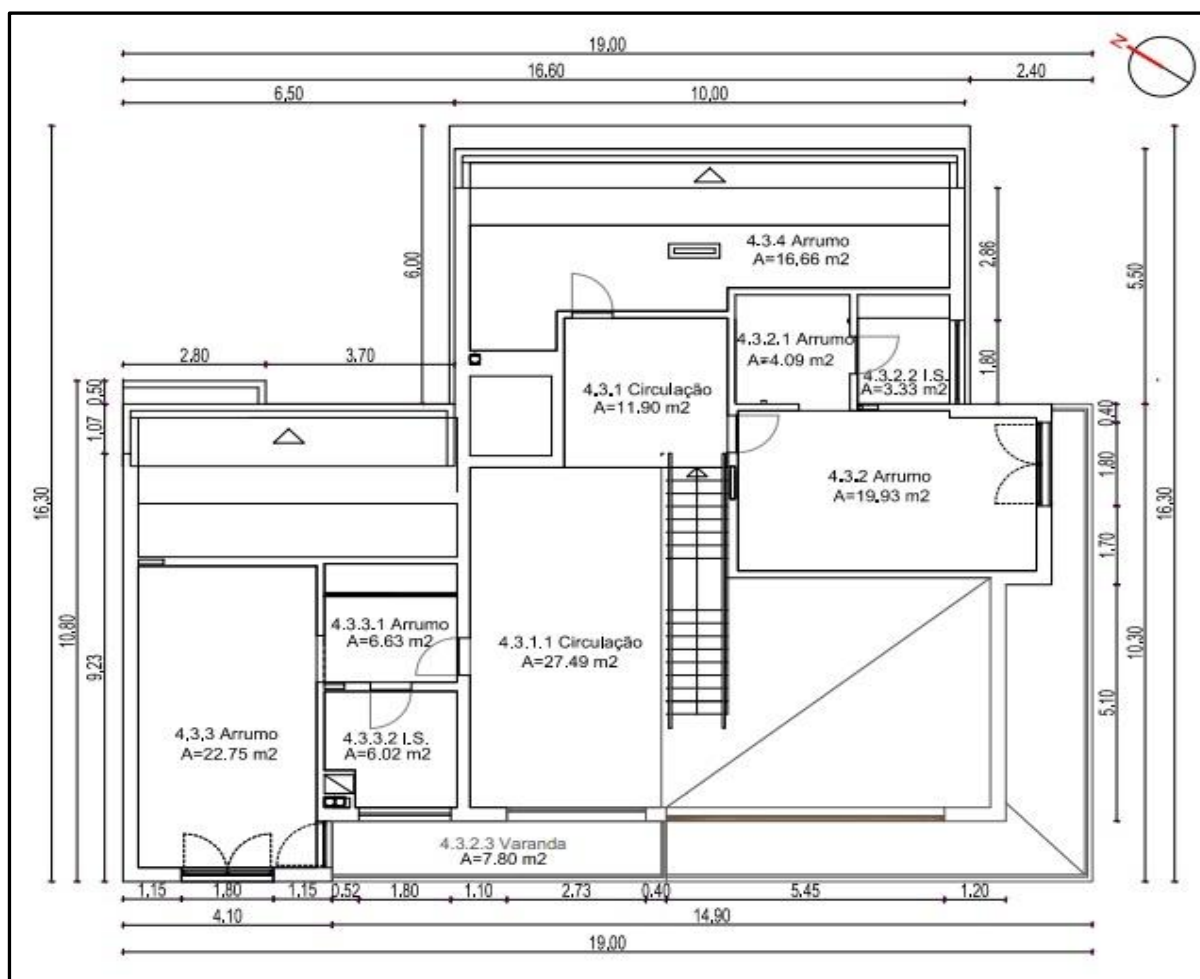 19,00
N
16.60
2.40
6,50
10,00
4.3.4 Arrumo
A=16,66 m2
2,86
5,50
6,00
4.3.2.1 Arrumo
A=4.09 m2
1,80
4.3.2.2 I.S.
A=3.33 m2
2.80
3.70
0,50
1,07
4.3.1 Circulação
A=11.90 m2
0,40
1,80
4.3.2 Arrumo
A=19,93 m2
16,30
16,30
1,70
10,80
9,23
4.3.3.1 Arrumo
A=6.63 m2
4.3.1.1 Circulação
A=27.49 m2
10,30
5,10
4,3,3 Arrumo
A=22.75 m2
4.3.3.2 I.S.
A=6.02 m2
4.3.2.3 Varanda
A=7.80 m2
1.15
1,80
1.15
0.52
1.80
1.10
2.73
0.40
5.45
1.20
4.10
14.90
19.00